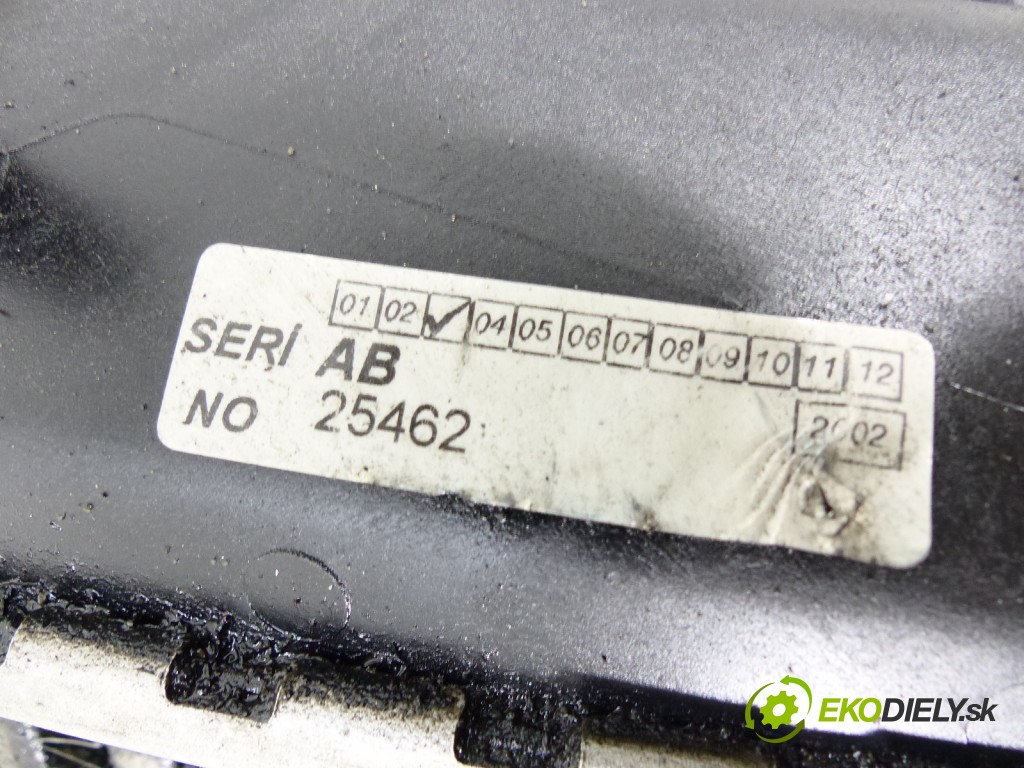 01 02 04 05 06 07 08 09 10 11 12
SERİ AB
NO 25462
2002
EKODIELY.sk